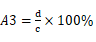 A3 = d/c × 100%